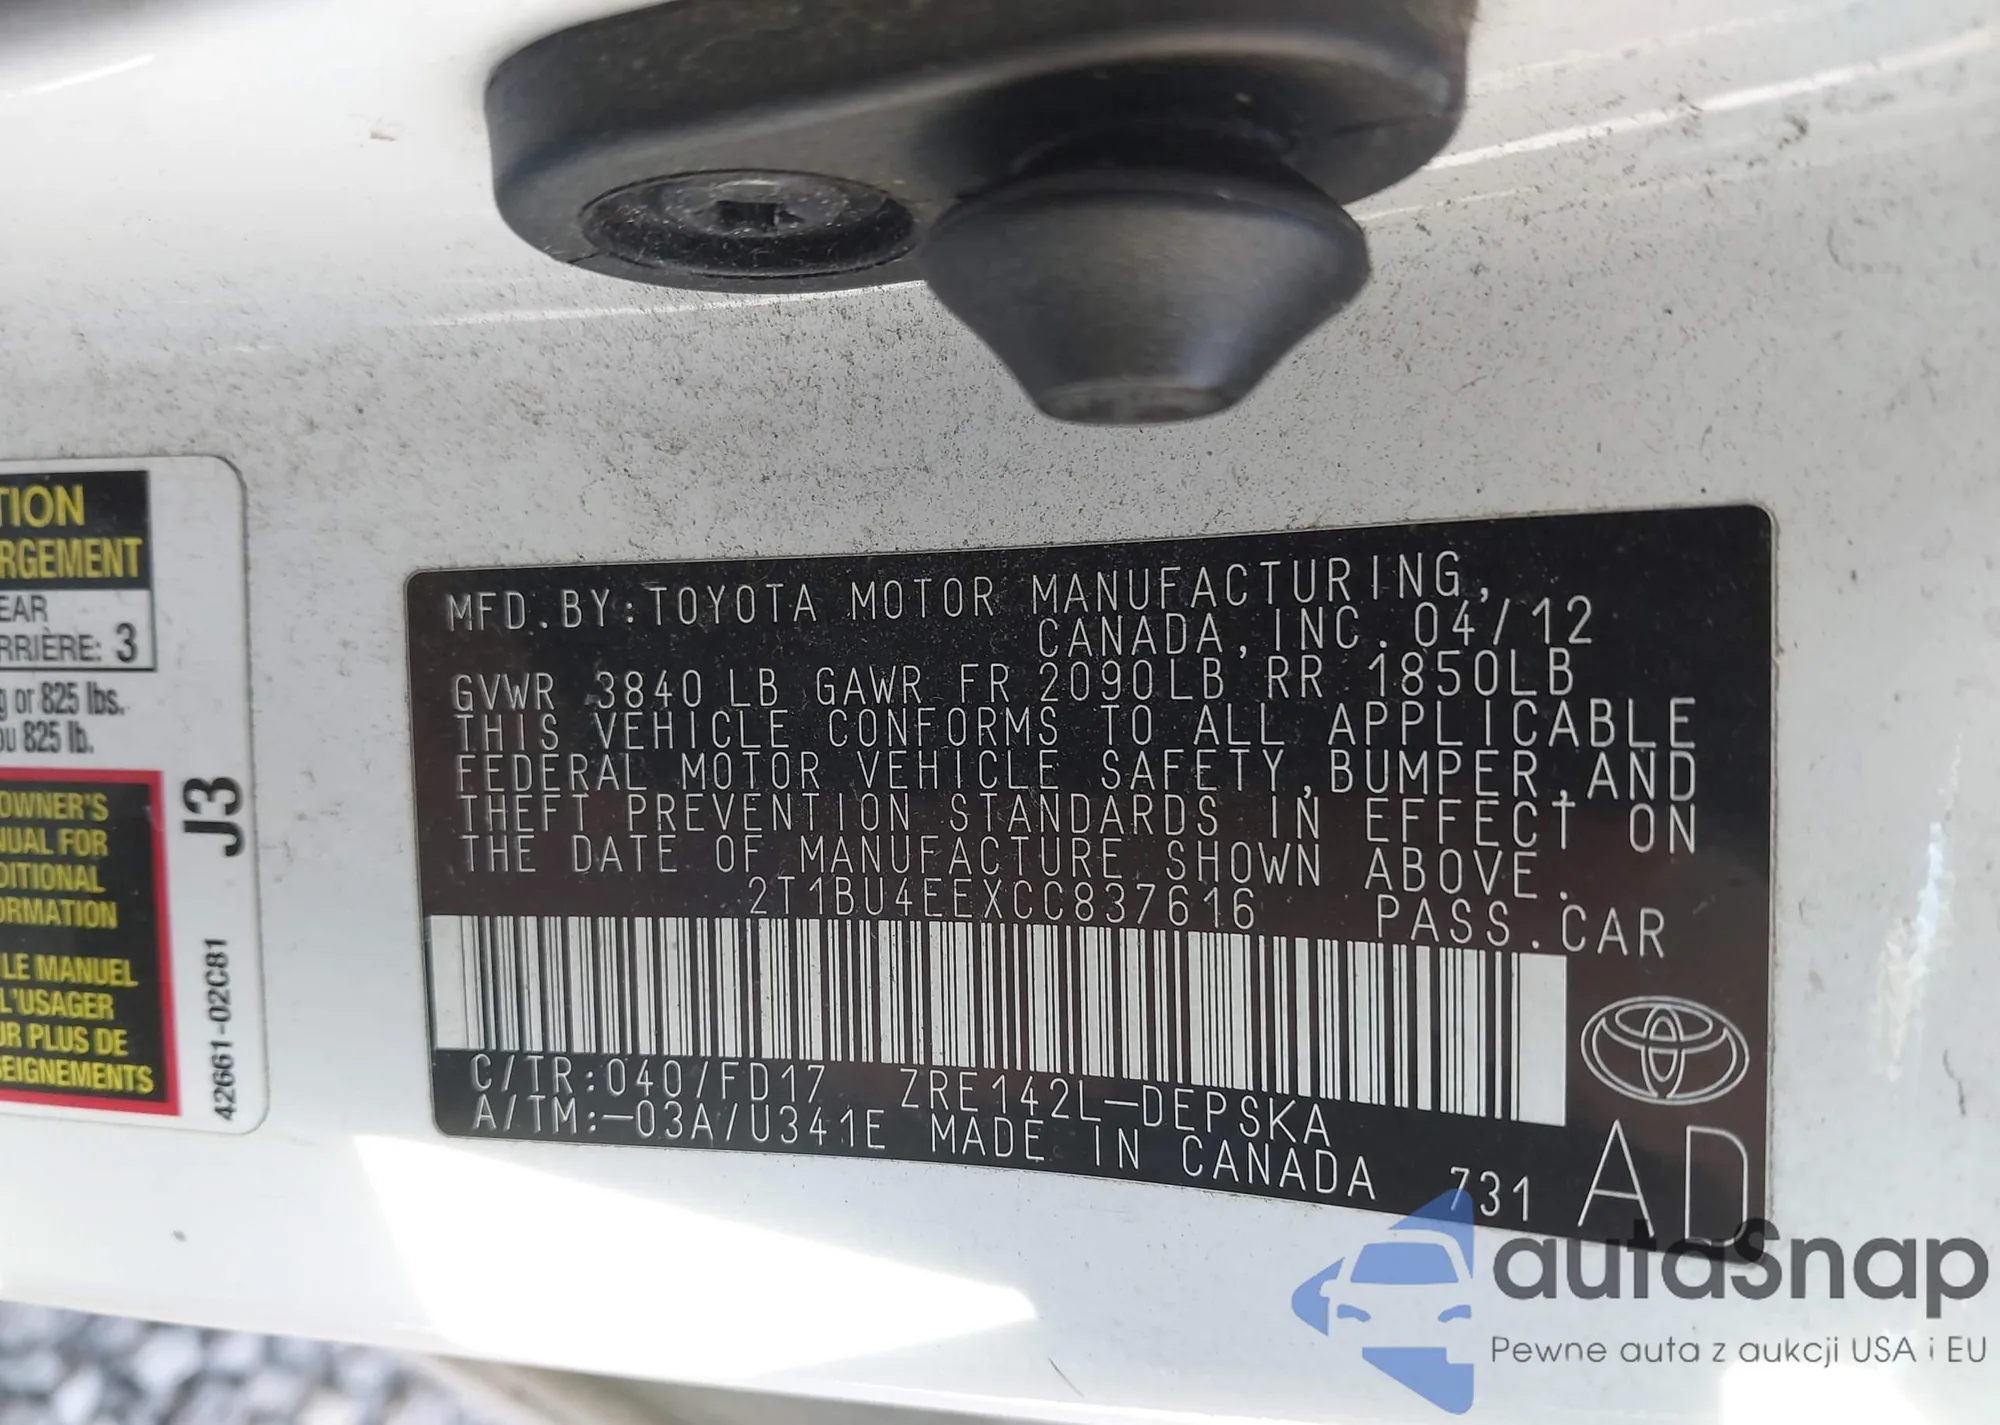 TION
RGEMENT
EAR
RRIÈRE: 3
g or 825 lbs.
ou 825 lb.
OWNER'S
NUAL FOR
DITIONAL
ORMATION
LE MANUEL
L'USAGER
UR PLUS DE
SEIGNEMENTS
J3
42661-02C81
MFD. BY: TOYOTA MOTOR MANUFACTURING,
CANADA, INC. 04/12
GVWR 3840 LB GAWR FR 2090LB RR 1850LB
THIS VEHICLE CONFORMS TO ALL APPLICABLE
FEDERAL MOTOR VEHICLE SAFETY, BUMPER, AND
THEFT PREVENTION STANDARDS IN EFFECT ON
THE DATE OF MANUFACTURE SHOWN ABOVE.
2T1BU4EEXCC837616 PASS. CAR
C/TR: 040/FD17 ZRE142L-DEPSKA
A/TM: -03A/U341E MADE IN CANADA 731
AD
autaSnap
Pewne auta z aukcji USA i EU